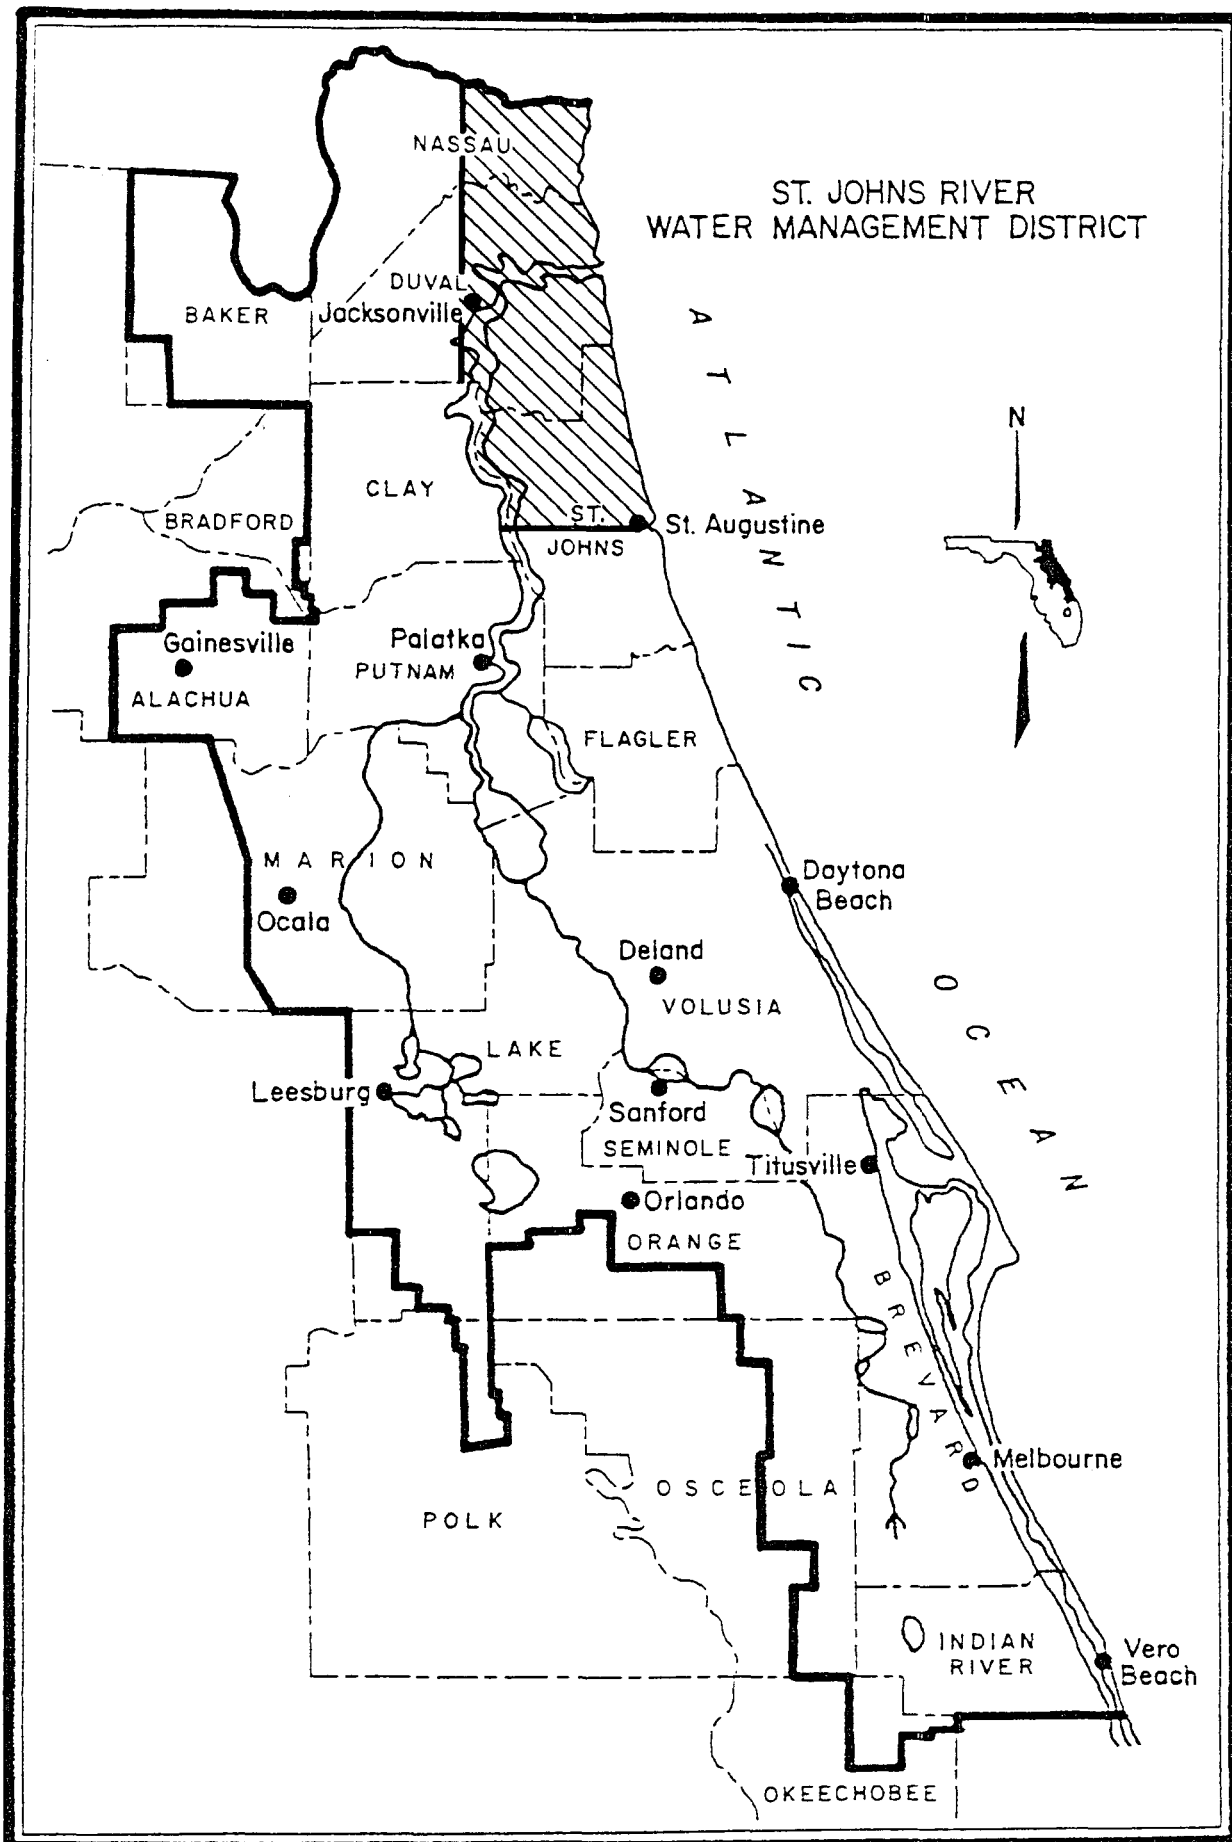 ST. JOHNS RIVER
WATER MANAGEMENT DISTRICT
NASSAU
DUVAL
Jacksonville
BAKER
ATLANTIC
N
CLAY
BRADFORD
ST.
JOHNS
St. Augustine
Gainesville
ALACHUA
Palatka
PUTNAM
FLAGLER
MARION
Ocala
Daytona
Beach
Deland
VOLUSIA
OCEAN
LAKE
Leesburg
Sanford
SEMINOLE
Titusville
Orlando
ORANGE
BREVARD
Melbourne
OSCEOLA
POLK
INDIAN
RIVER
Vero
Beach
OKEECHOBEE